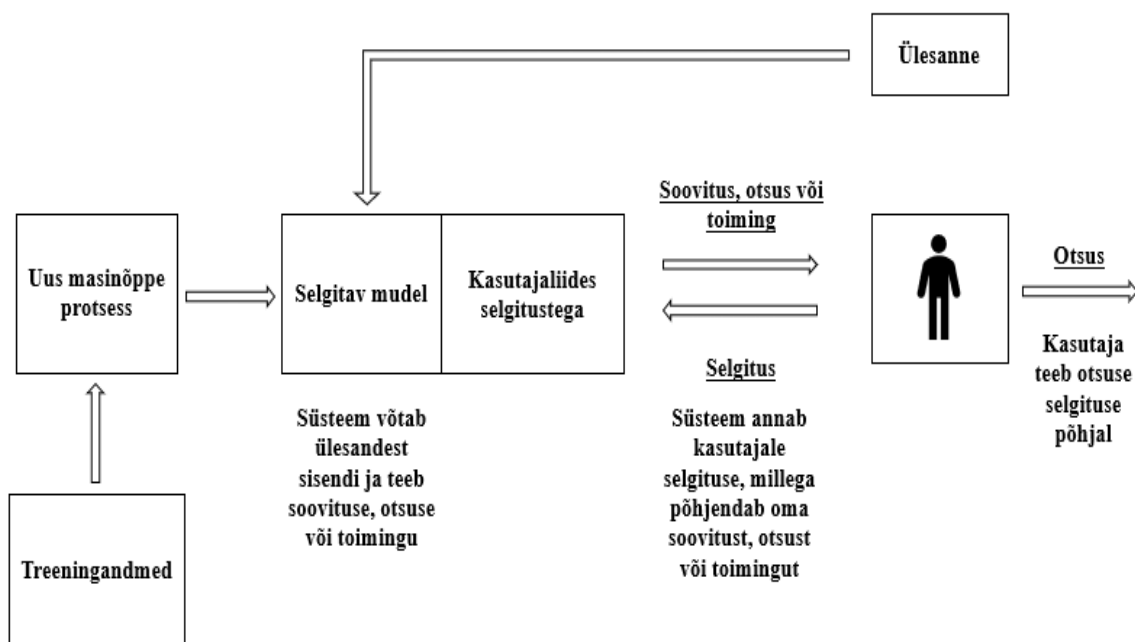 Ülesanne
Soovitus, otsus või
toiming
Uus masinõppe
protsess
Selgitav mudel
Kasutajaliides
selgitustega
Otsus
Kasutaja
teeb otsuse
selgituse
põhjal
Selgitus
Süsteem võtab
ülesandest
sisendi ja teeb
soovituse, otsuse
või toimingu
Süsteem annab
kasutajale
selgituse, millega
põhjendab oma
soovitust, otsust
või toimingut
Treeningandmed